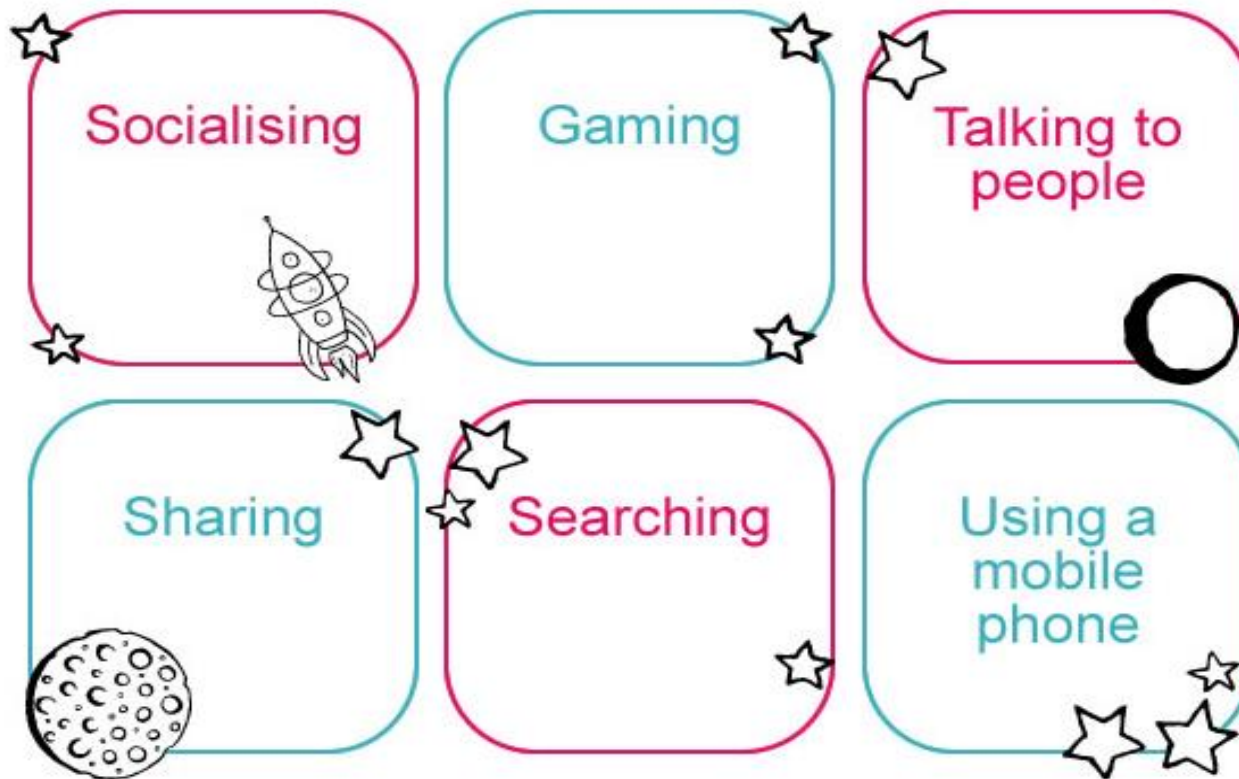 Socialising
Gaming
Talking to
people
Sharing
Searching
Using a
mobile
phone